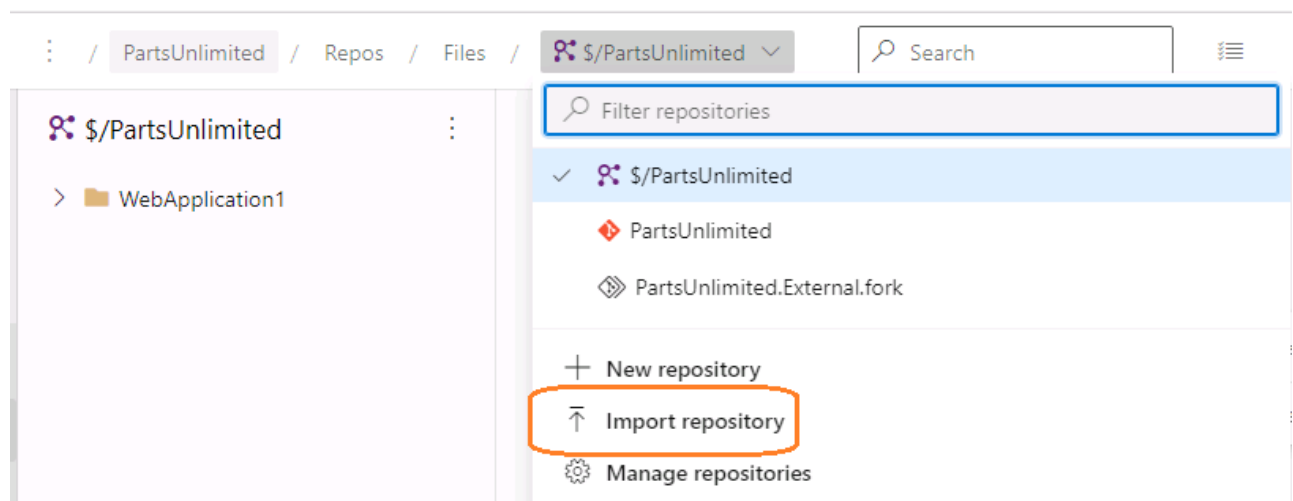 / PartsUnlimited / Repos / Files / $/PartsUnlimited Search
$/PartsUnlimited
WebApplication1
Filter repositories
$/PartsUnlimited
PartsUnlimited
PartsUnlimited.External.fork
New repository
Import repository
Manage repositories